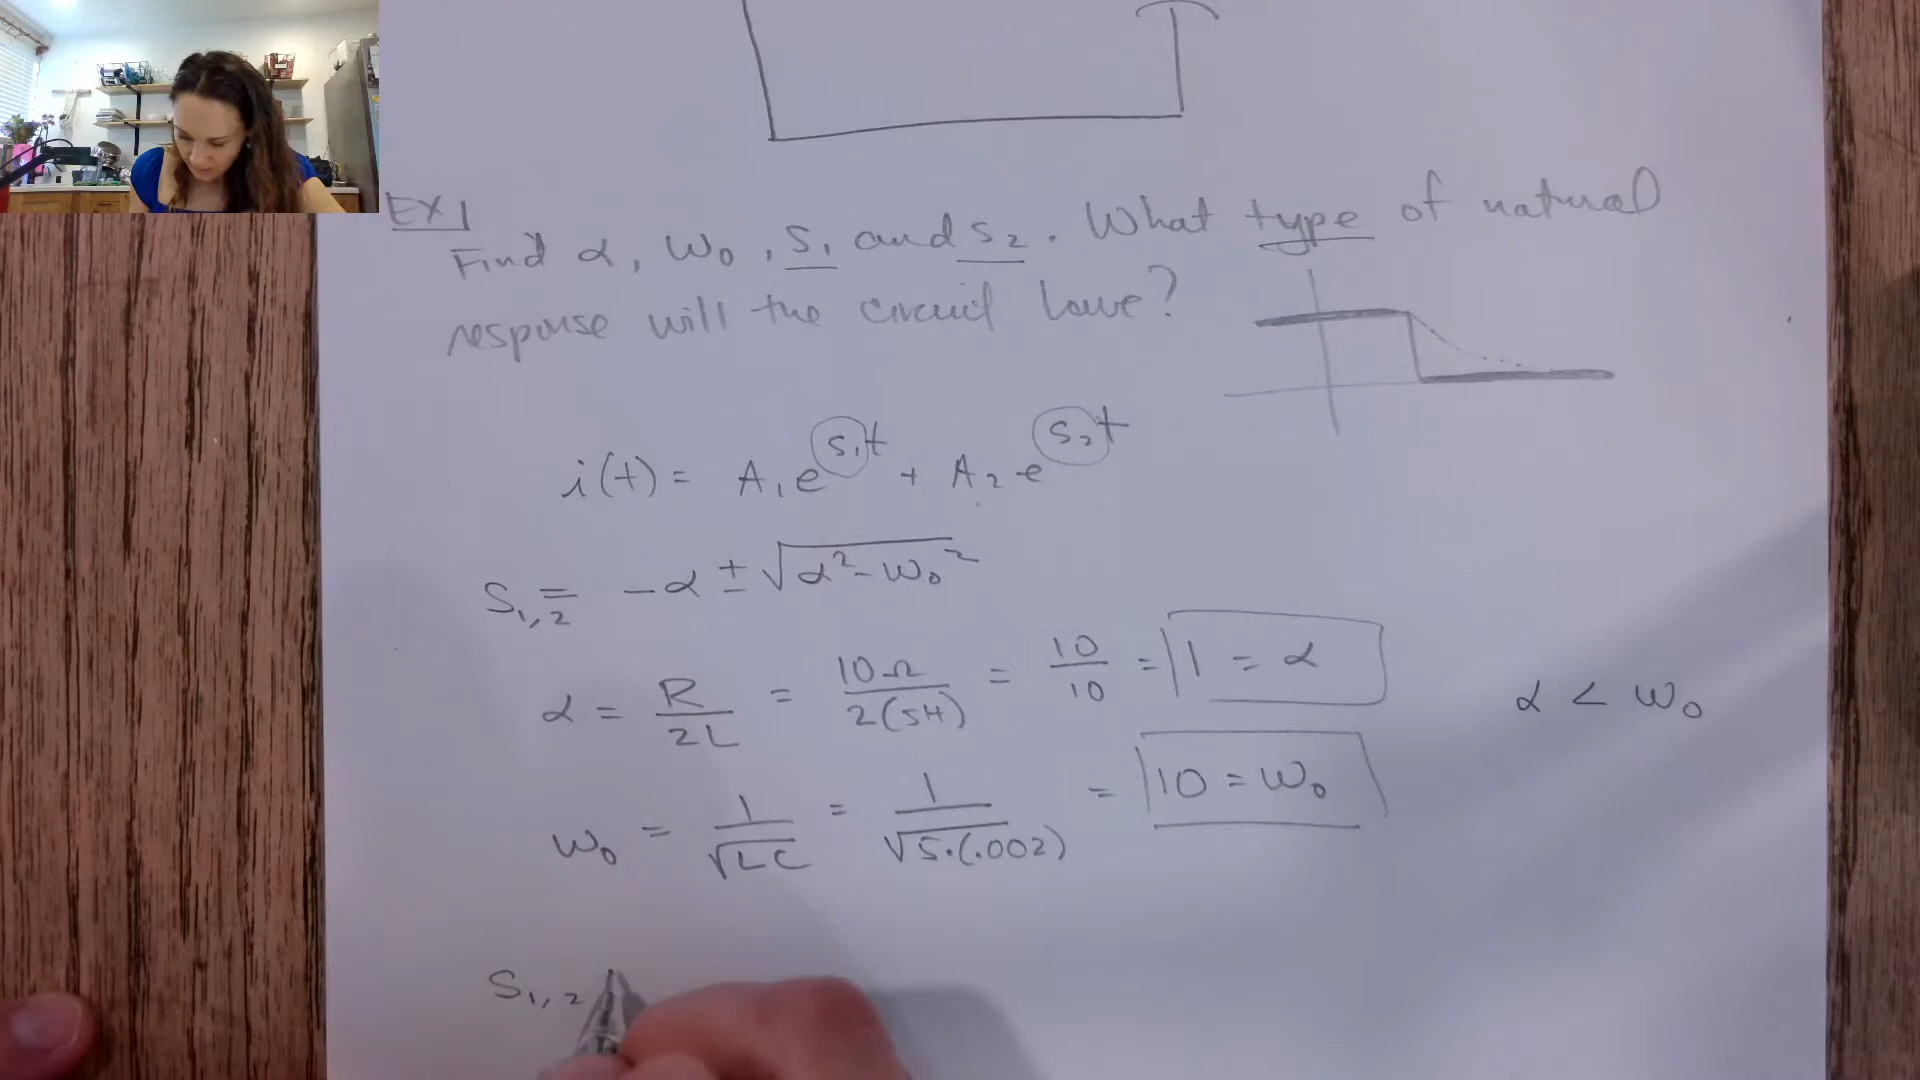 EX 1
Find α, ω₀, S₁ and S₂. What type of natural
response will the circuit have?
i(t) = A₁e^(S₁t) + A₂e^(S₂t)
S₁,₂ = -α ± √(α² - ω₀²)
α = R/2L = 10Ω/2(5H) = 10/10 = 1 = α
α < ω₀
ω₀ = 1/√LC = 1/√5·(.002) = 10 = ω₀
S₁,₂